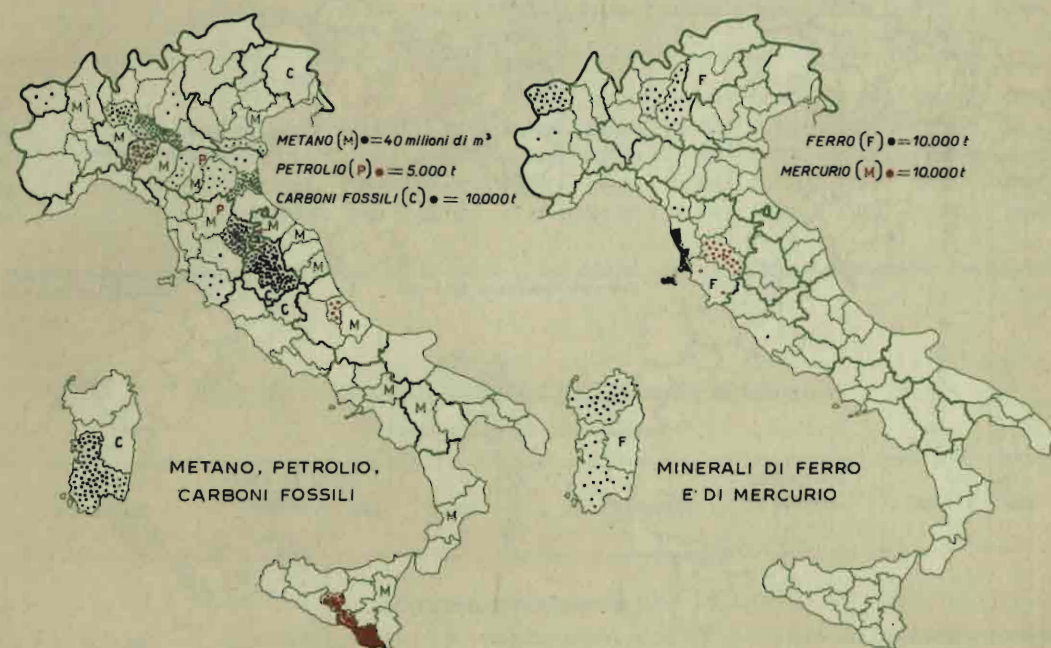 METANO (M) ● = 40 milioni di m³
PETROLIO (P) ● = 5.000 t
CARBONI FOSSILI (C) ● = 10.000 t
METANO, PETROLIO,
CARBONI FOSSILI
C
M
M
M
M
P
M
M
P
M
M
M
M
C
C
M
M
M
C
M
M
FERRO (F) ● = 10.000 t
MERCURIO (M) ● = 10.000 t
MINERALI DI FERRO
E' DI MERCURIO
F
F
F